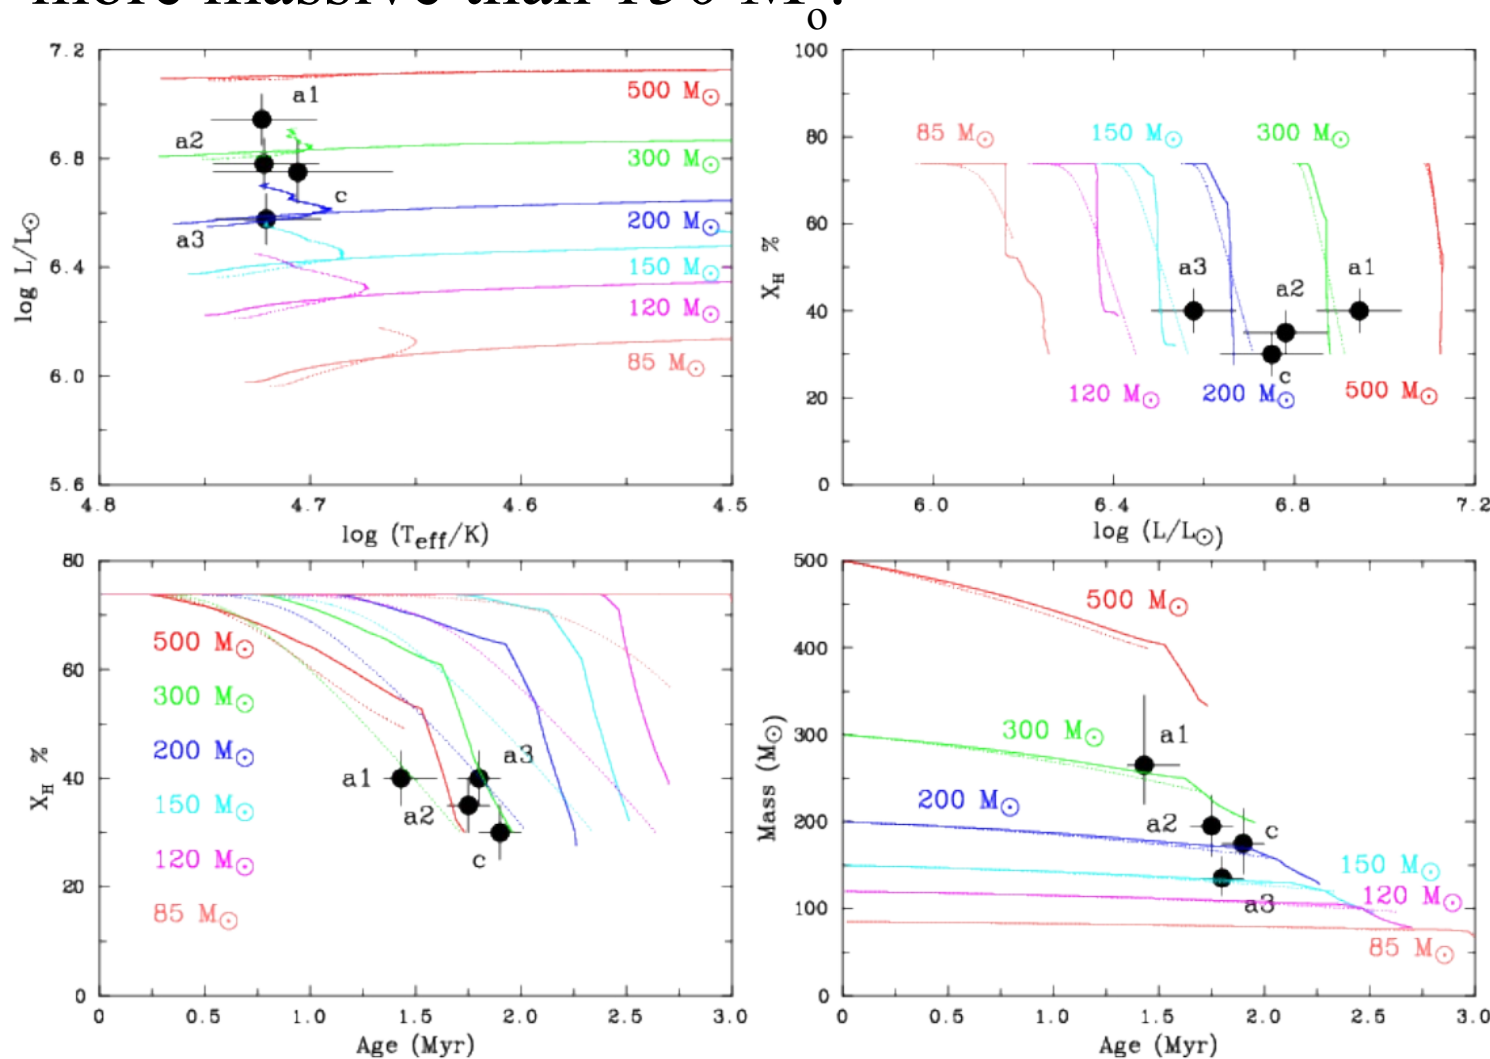 more massive than 150 M⊙.
7.2
6.8
6.4
6.0
5.6
log L/L⊙
a1
a2
c
a3
500 M⊙
300 M⊙
200 M⊙
150 M⊙
120 M⊙
85 M⊙
4.8
4.7
4.6
4.5
log (Teff/K)
100
80
60
40
20
0
XH %
85 M⊙
150 M⊙
300 M⊙
a3
a2
a1
c
120 M⊙
200 M⊙
500 M⊙
6.0
6.4
6.8
7.2
log (L/L⊙)
80
60
40
20
0
XH %
500 M⊙
300 M⊙
200 M⊙
150 M⊙
120 M⊙
85 M⊙
a1
a2
a3
c
0
0.5
1.0
1.5
2.0
2.5
3.0
Age (Myr)
500
400
300
200
100
0
Mass (M⊙)
500 M⊙
300 M⊙
a1
200 M⊙
a2
c
150 M⊙
a3
120 M⊙
85 M⊙
0
0.5
1.0
1.5
2.0
2.5
3.0
Age (Myr)